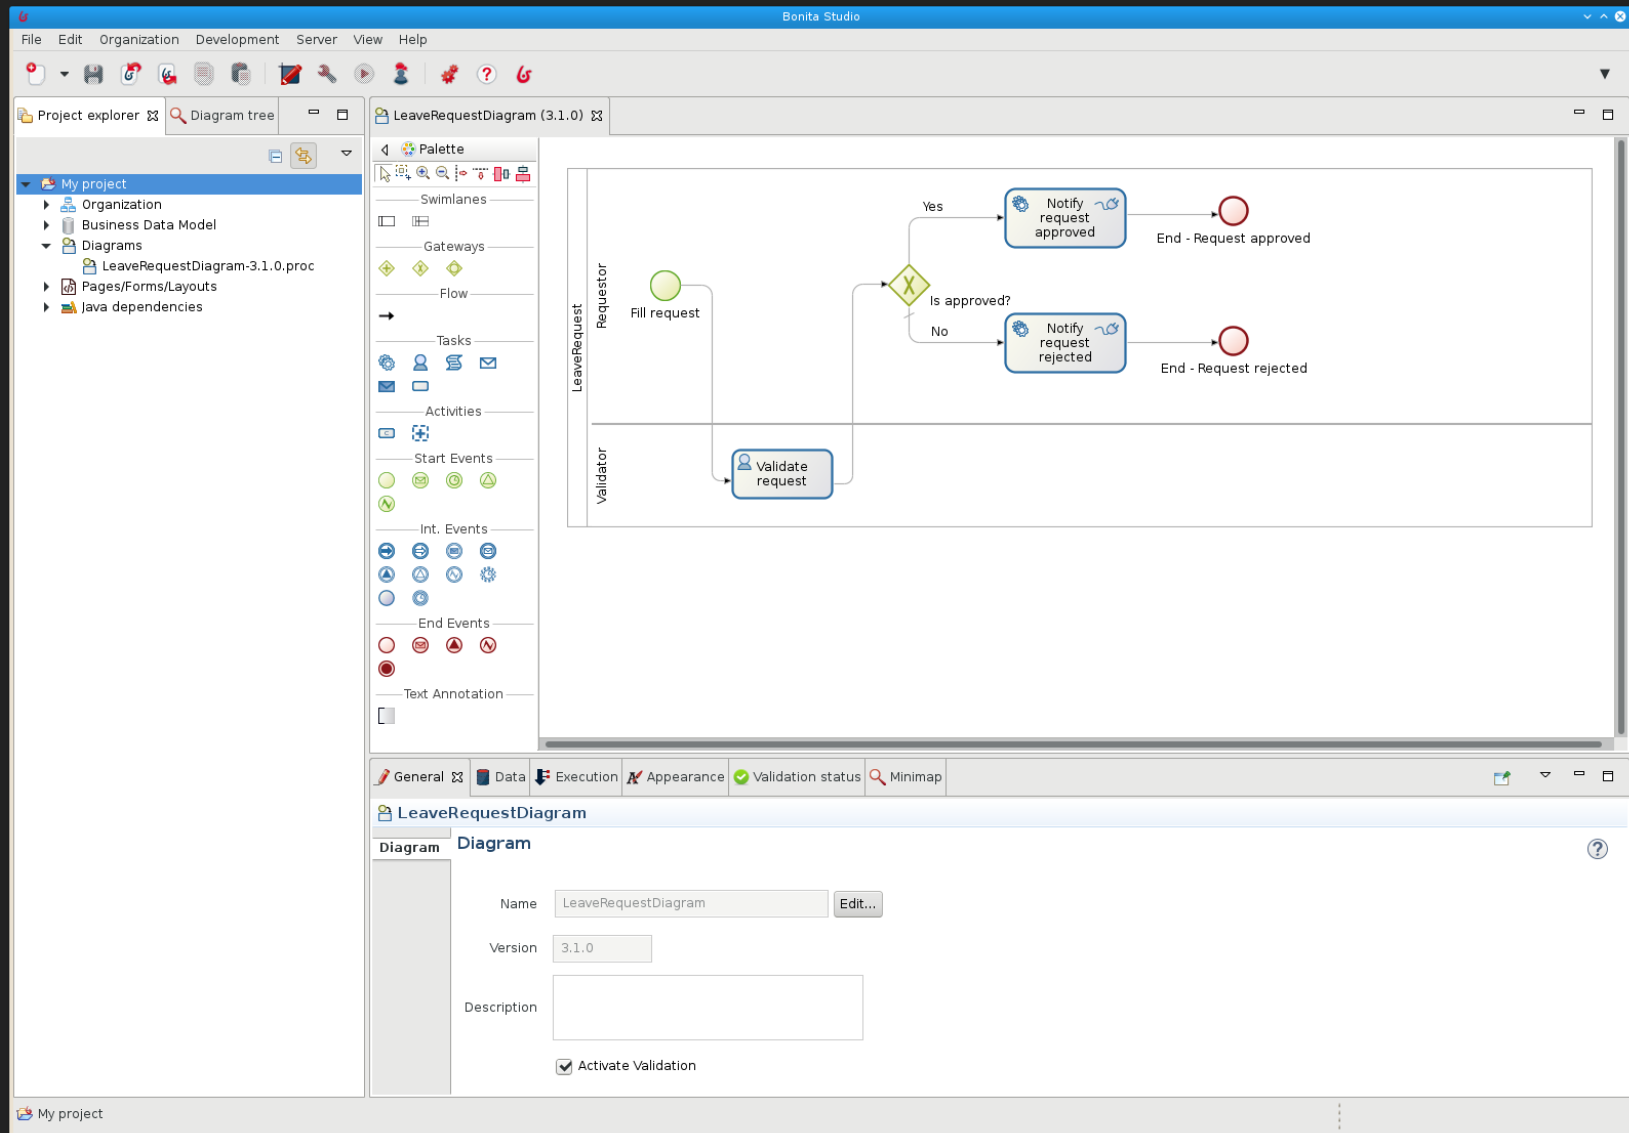 Bonita Studio
File Edit Organization Development Server View Help
Project explorer Diagram tree
My project
Organization
Business Data Model
Diagrams
LeaveRequestDiagram-3.1.0.proc
Pages/Forms/Layouts
Java dependencies
LeaveRequestDiagram (3.1.0)
Palette
Swimlanes
Gateways
Flow
Tasks
Activities
Start Events
Int. Events
End Events
Text Annotation
LeaveRequest
Requestor
Validator
Fill request
Validate
request
Is approved?
Yes
No
Notify
request
approved
End - Request approved
Notify
request
rejected
End - Request rejected
General Data Execution Appearance Validation status Minimap
LeaveRequestDiagram
Diagram
Diagram
Name LeaveRequestDiagram Edit...
Version 3.1.0
Description
Activate Validation
My project